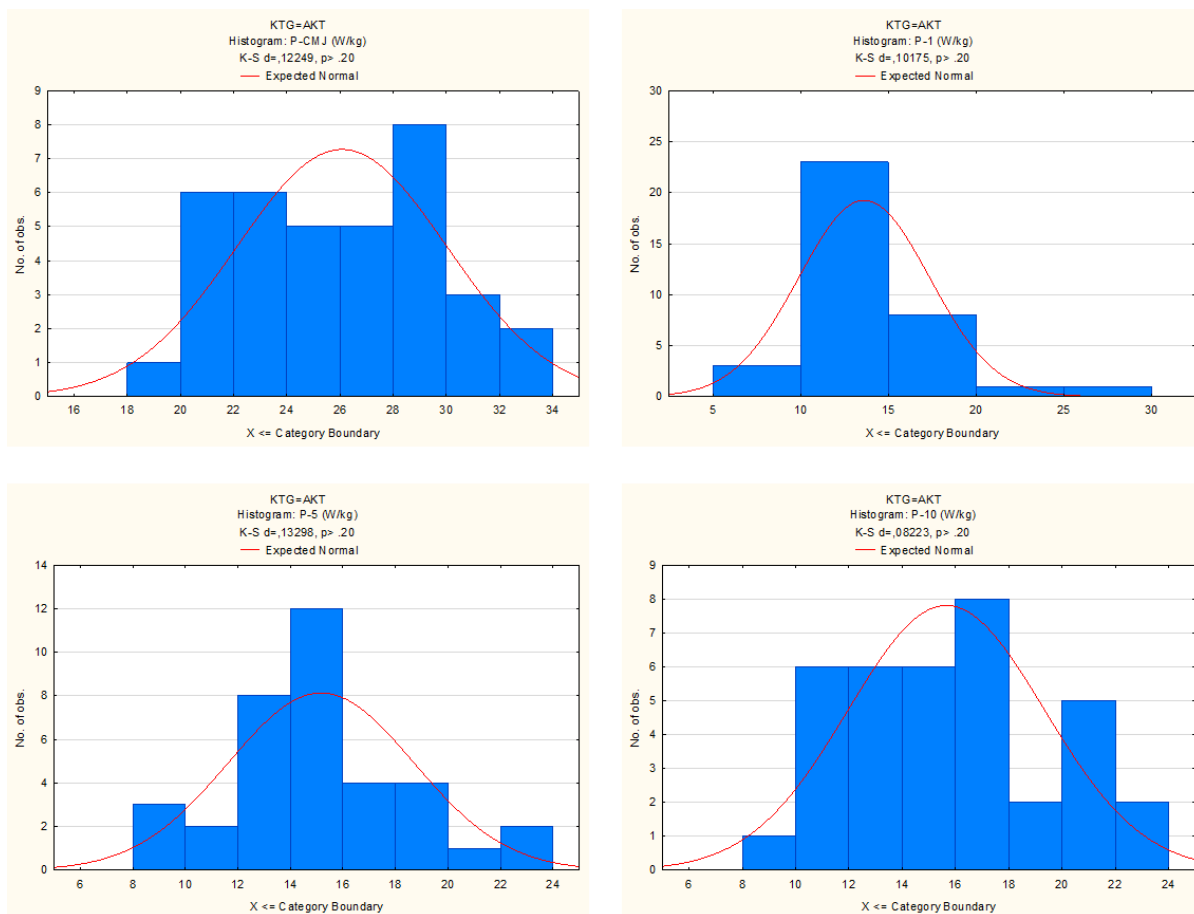 KTG=AKT
Histogram: P-CMJ (W/kg)
K-S d=,12249, p> .20
Expected Normal
9
8
7
6
5
4
3
2
1
0
No. of obs.
16 18 20 22 24 26 28 30 32 34
X <= Category Boundary
KTG=AKT
Histogram: P-1 (W/kg)
K-S d=,10175, p> .20
Expected Normal
30
25
20
15
10
5
0
No. of obs.
5 10 15 20 25 30
X <= Category Boundary
KTG=AKT
Histogram: P-5 (W/kg)
K-S d=,13298, p> .20
Expected Normal
14
12
10
8
6
4
2
0
No. of obs.
6 8 10 12 14 16 18 20 22 24
X <= Category Boundary
KTG=AKT
Histogram: P-10 (W/kg)
K-S d=,08223, p> .20
Expected Normal
9
8
7
6
5
4
3
2
1
0
No. of obs.
6 8 10 12 14 16 18 20 22 24
X <= Category Boundary